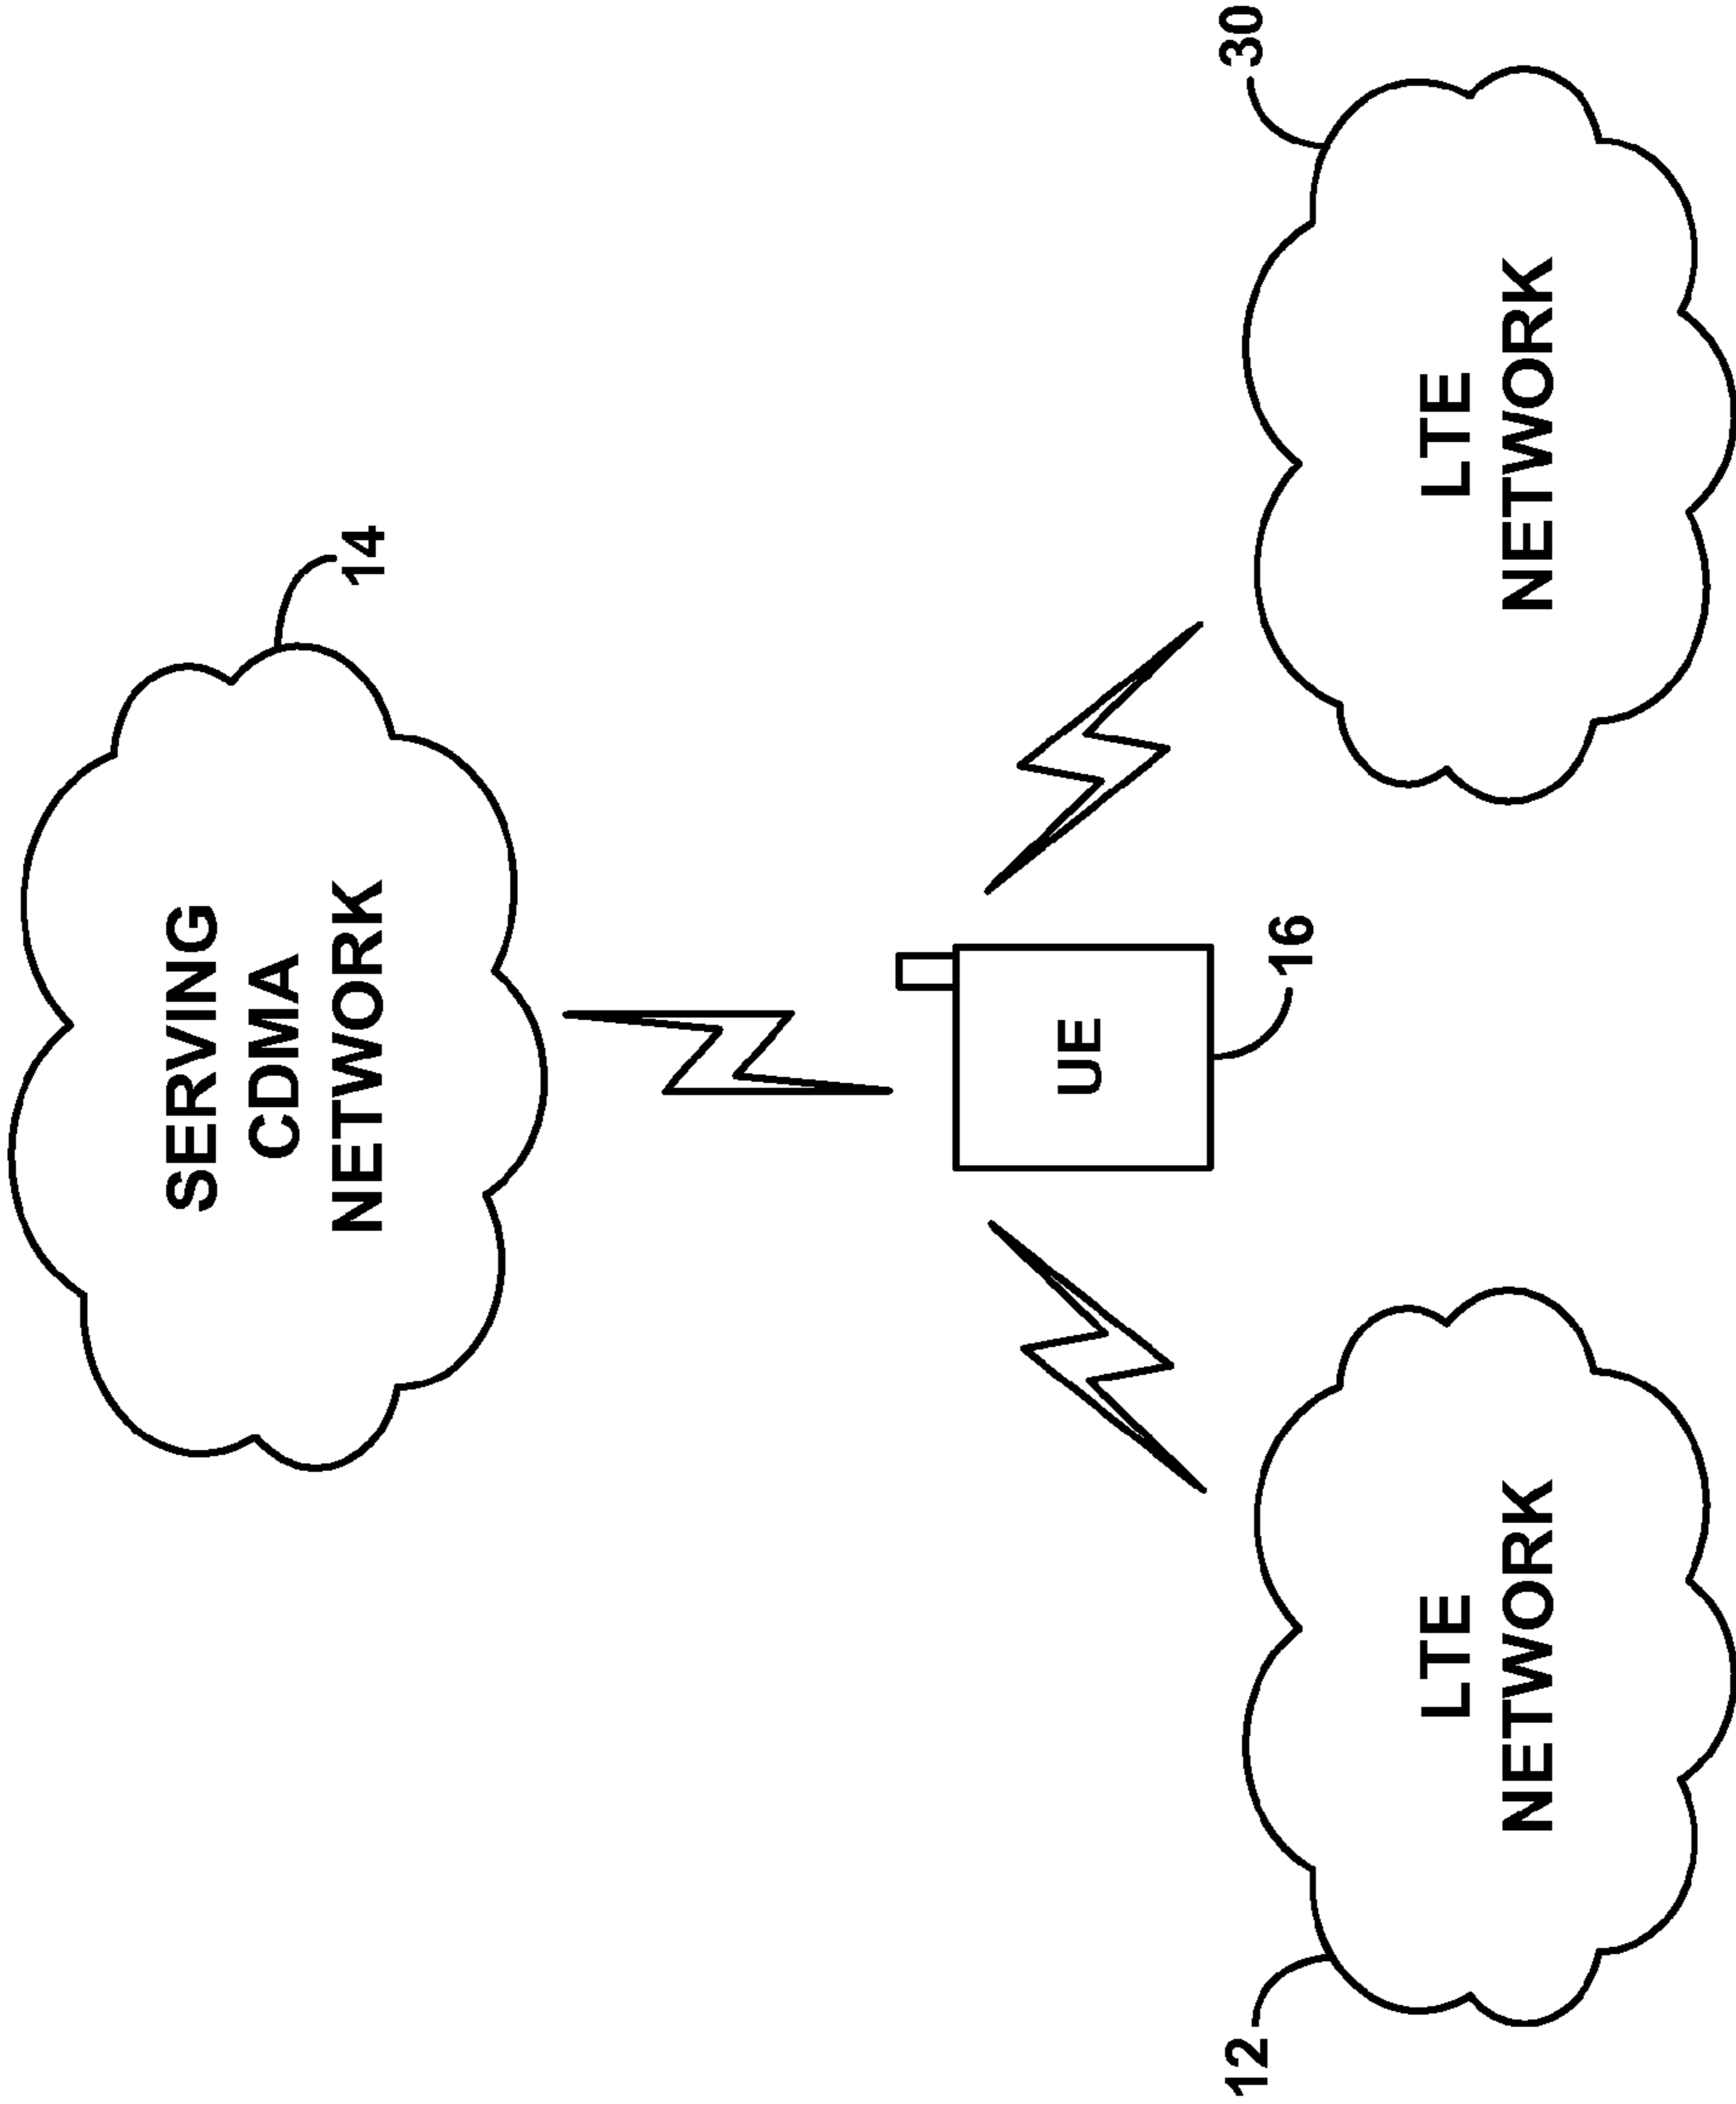 SERVING
CDMA
NETWORK
14
UE
16
12
LTE
NETWORK
30
LTE
NETWORK